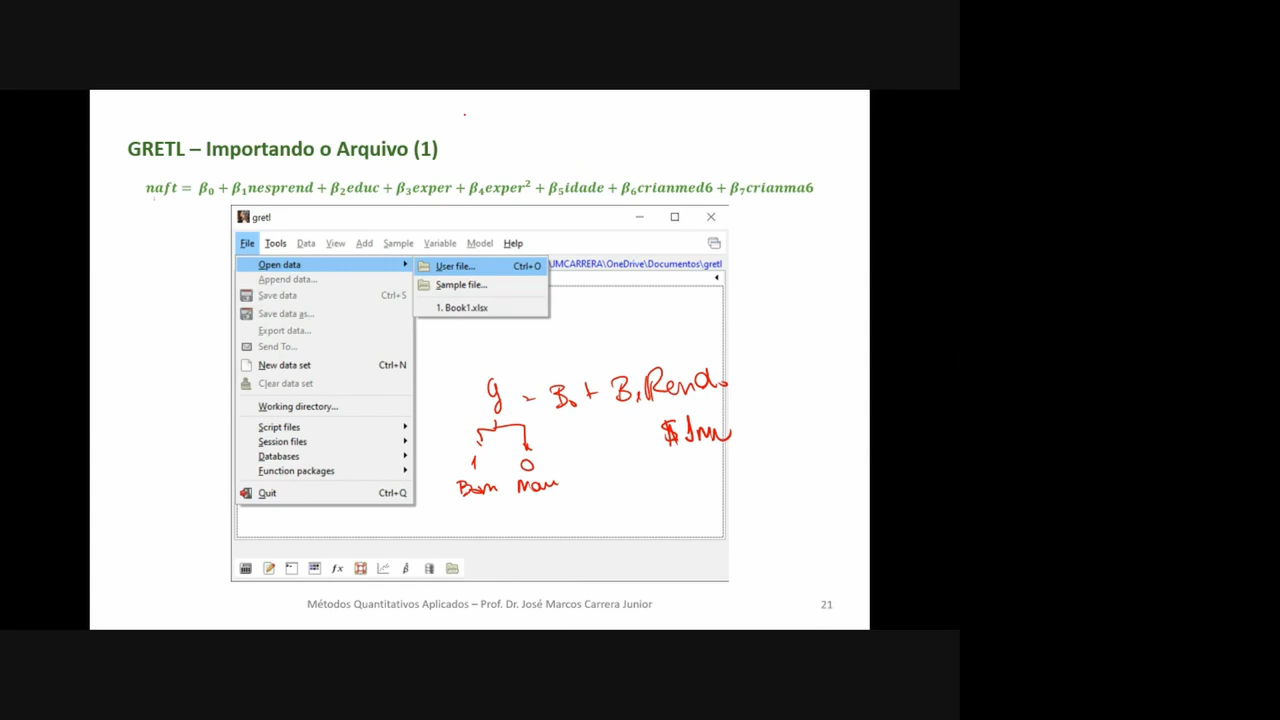 GRETL – Importando o Arquivo (1)
naft = β₀ + β₁nesprend + β₂educ + β₃exper + β₄exper² + β₅idade + β₆crianmed6 + β₇crianma6
gretl
File Tools Data View Add Sample Variable Model Help
Open data
User file... Ctrl+O
JMCARRERA\OneDrive\Documentos\gretl
Append data...
Sample file...
Save data Ctrl+S
1. Book1.xlsx
Save data as...
Export data...
Send To...
New data set Ctrl+N
Clear data set
Working directory...
Script files
Session files
Databases
Function packages
Quit Ctrl+Q
y = B₀ + B₁Renda
1 0
Bom Mau
fx β̂
Métodos Quantitativos Aplicados – Prof. Dr. José Marcos Carrera Junior 21